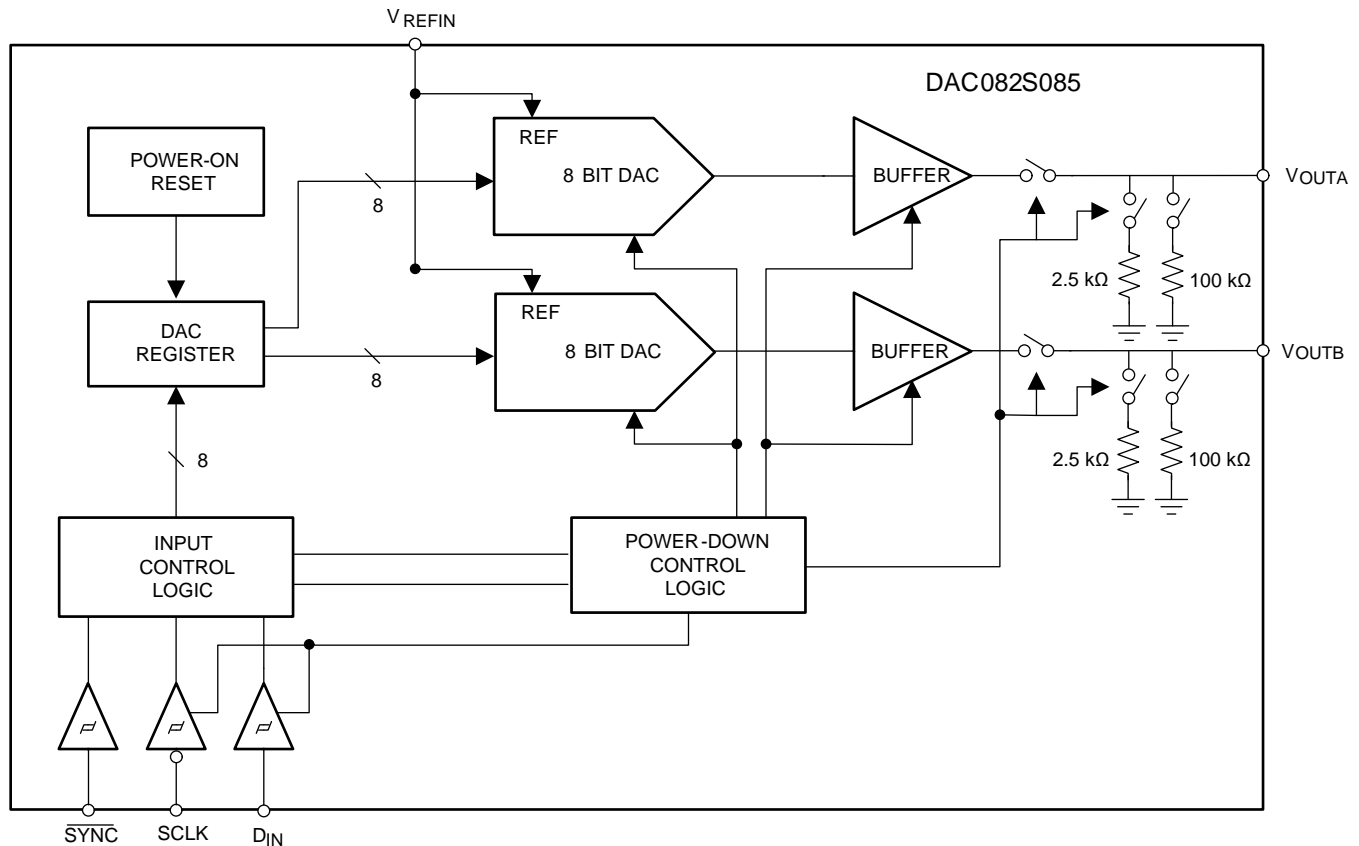 VREFIN
DAC082S085
POWER-ON
RESET
REF
8 BIT DAC
BUFFER
VOUTA
8
2.5 kΩ
100 kΩ
DAC
REGISTER
REF
8 BIT DAC
BUFFER
VOUTB
8
8
2.5 kΩ
100 kΩ
INPUT
CONTROL
LOGIC
POWER-DOWN
CONTROL
LOGIC
SYNC
SCLK
DIN